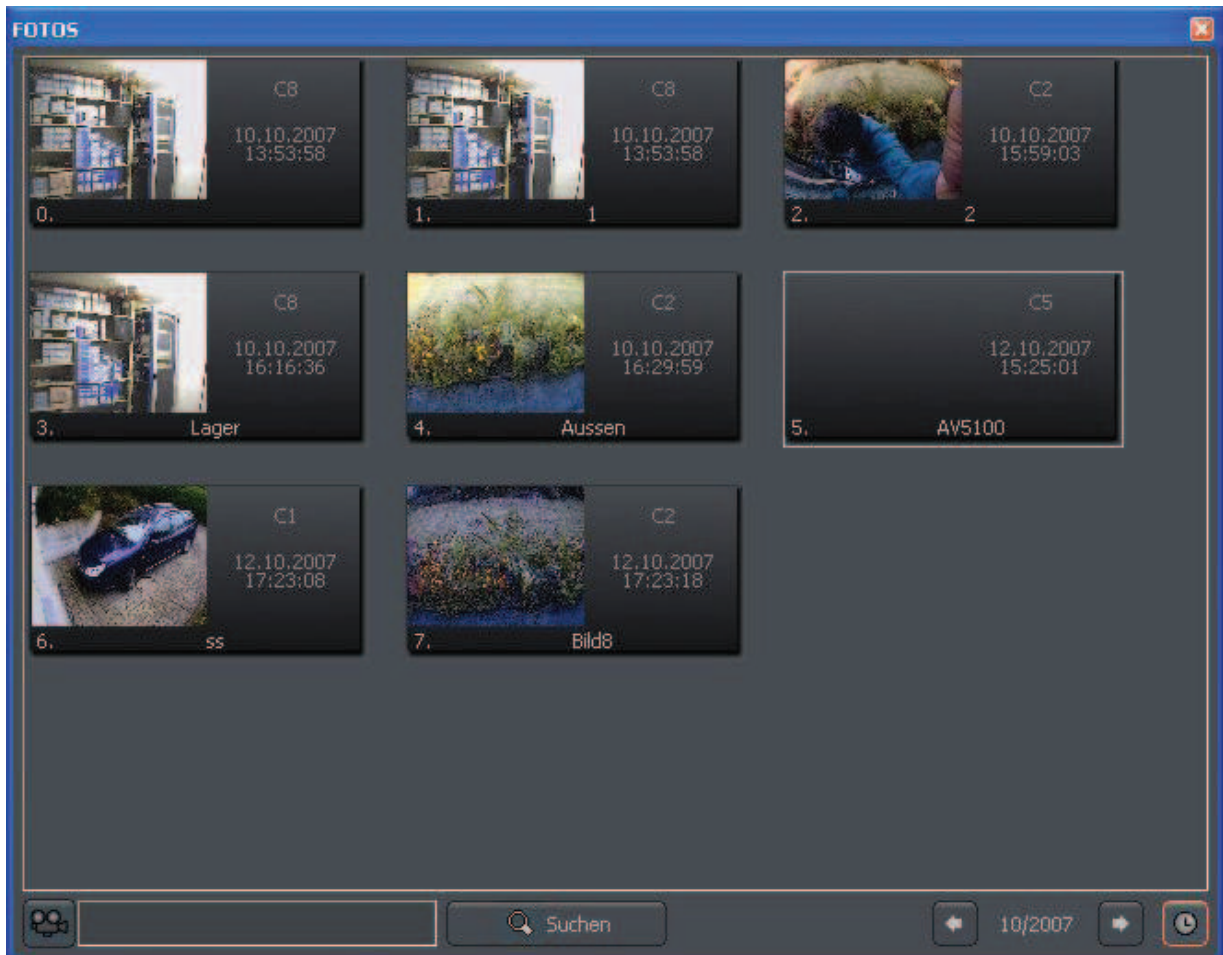 FOTOS
C8
10.10.2007
13:53:58
0.
C8
10.10.2007
13:53:58
1. 1
C2
10.10.2007
15:59:03
2. 2
C8
10.10.2007
16:16:36
3. Lager
C2
10.10.2007
16:29:59
4. Aussen
C5
12.10.2007
15:25:01
5. AV5100
C1
12.10.2007
17:23:08
6. ss
C2
12.10.2007
17:23:18
7. Bild8
Suchen
10/2007